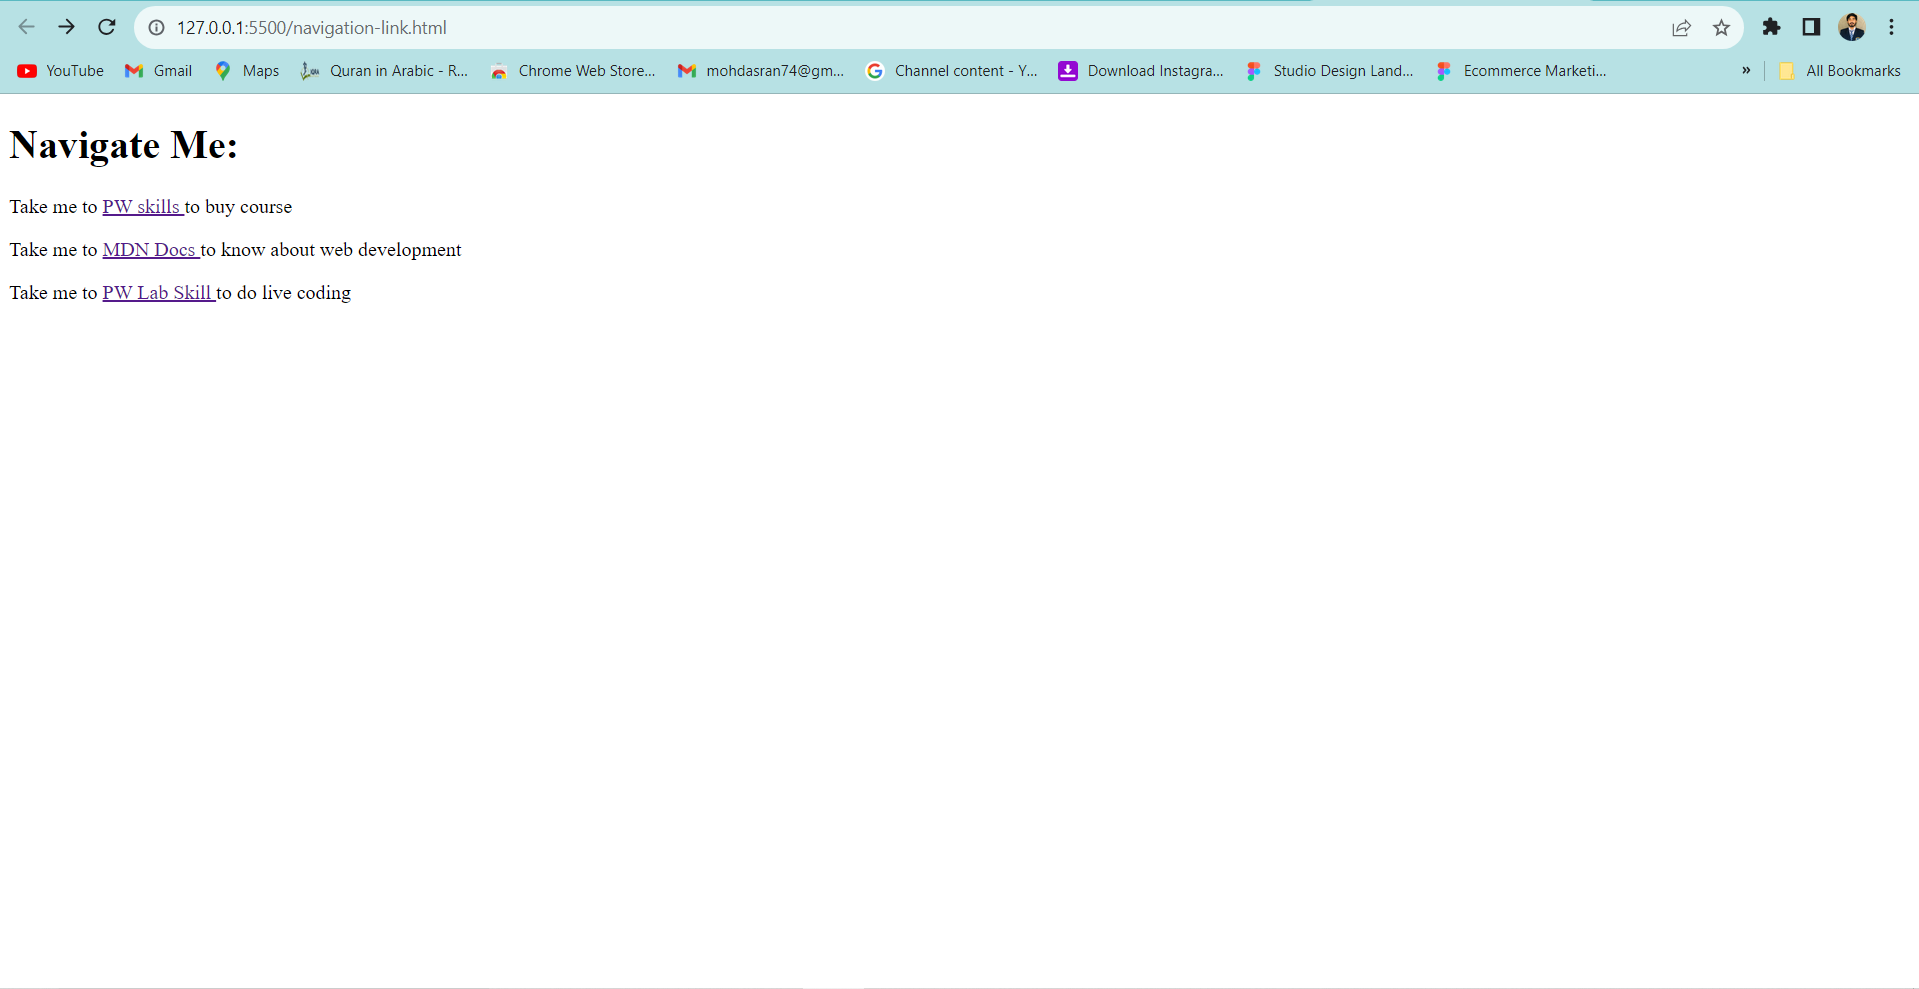 127.0.0.1:5500/navigation-link.html
YouTube Gmail Maps Quran in Arabic - R... Chrome Web Store... mohdasran74@gm... Channel content - Y... Download Instagra... Studio Design Land... Ecommerce Marketi... » All Bookmarks
Navigate Me:
Take me to PW skills to buy course
Take me to MDN Docs to know about web development
Take me to PW Lab Skill to do live coding